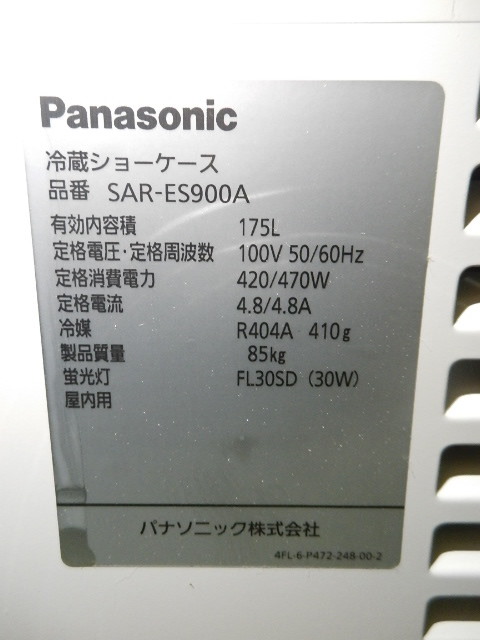 Panasonic
冷蔵ショーケース
品番 SAR-ES900A
有効内容積 175L
定格電圧・定格周波数 100V 50/60Hz
定格消費電力 420/470W
定格電流 4.8/4.8A
冷媒 R404A 410g
製品質量 85kg
蛍光灯 FL30SD (30W)
屋内用
パナソニック株式会社
4FL-6-P472-248-00-2